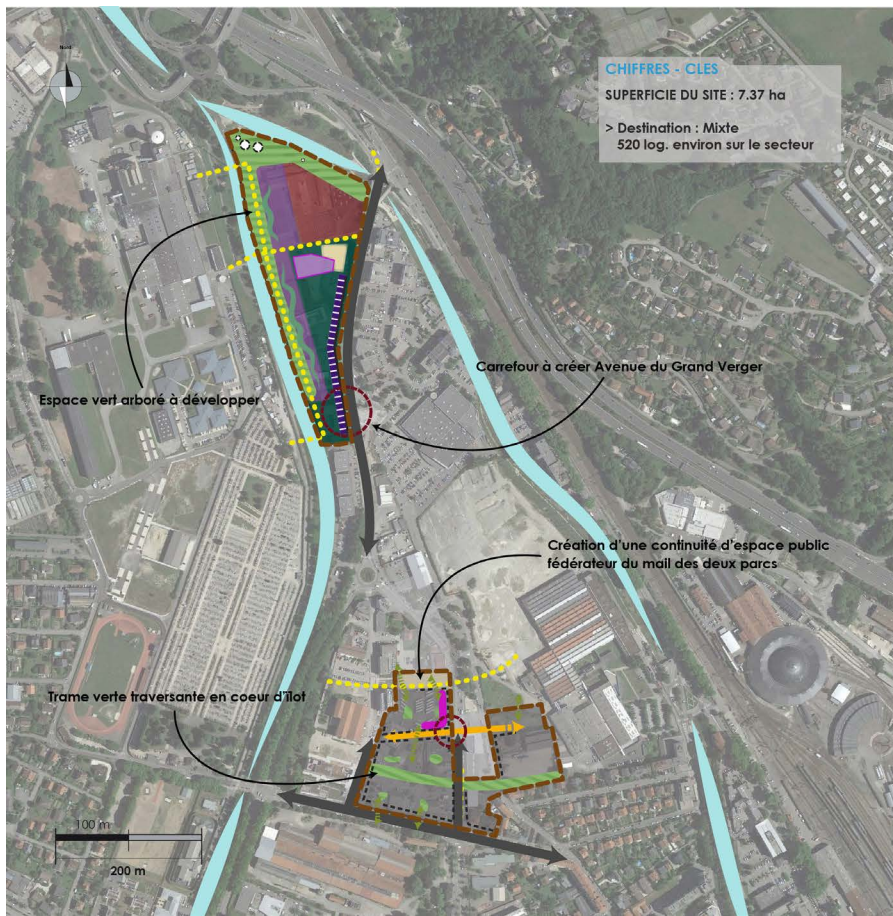 Nord
CHIFFRES - CLES
SUPERFICIE DU SITE : 7.37 ha
> Destination : Mixte
520 log. environ sur le secteur
Carrefour à créer Avenue du Grand Verger
Espace vert arboré à développer
Création d'une continuité d'espace public
fédérateur du mail des deux parcs
Trame verte traversante en coeur d'îlot
100 m
200 m